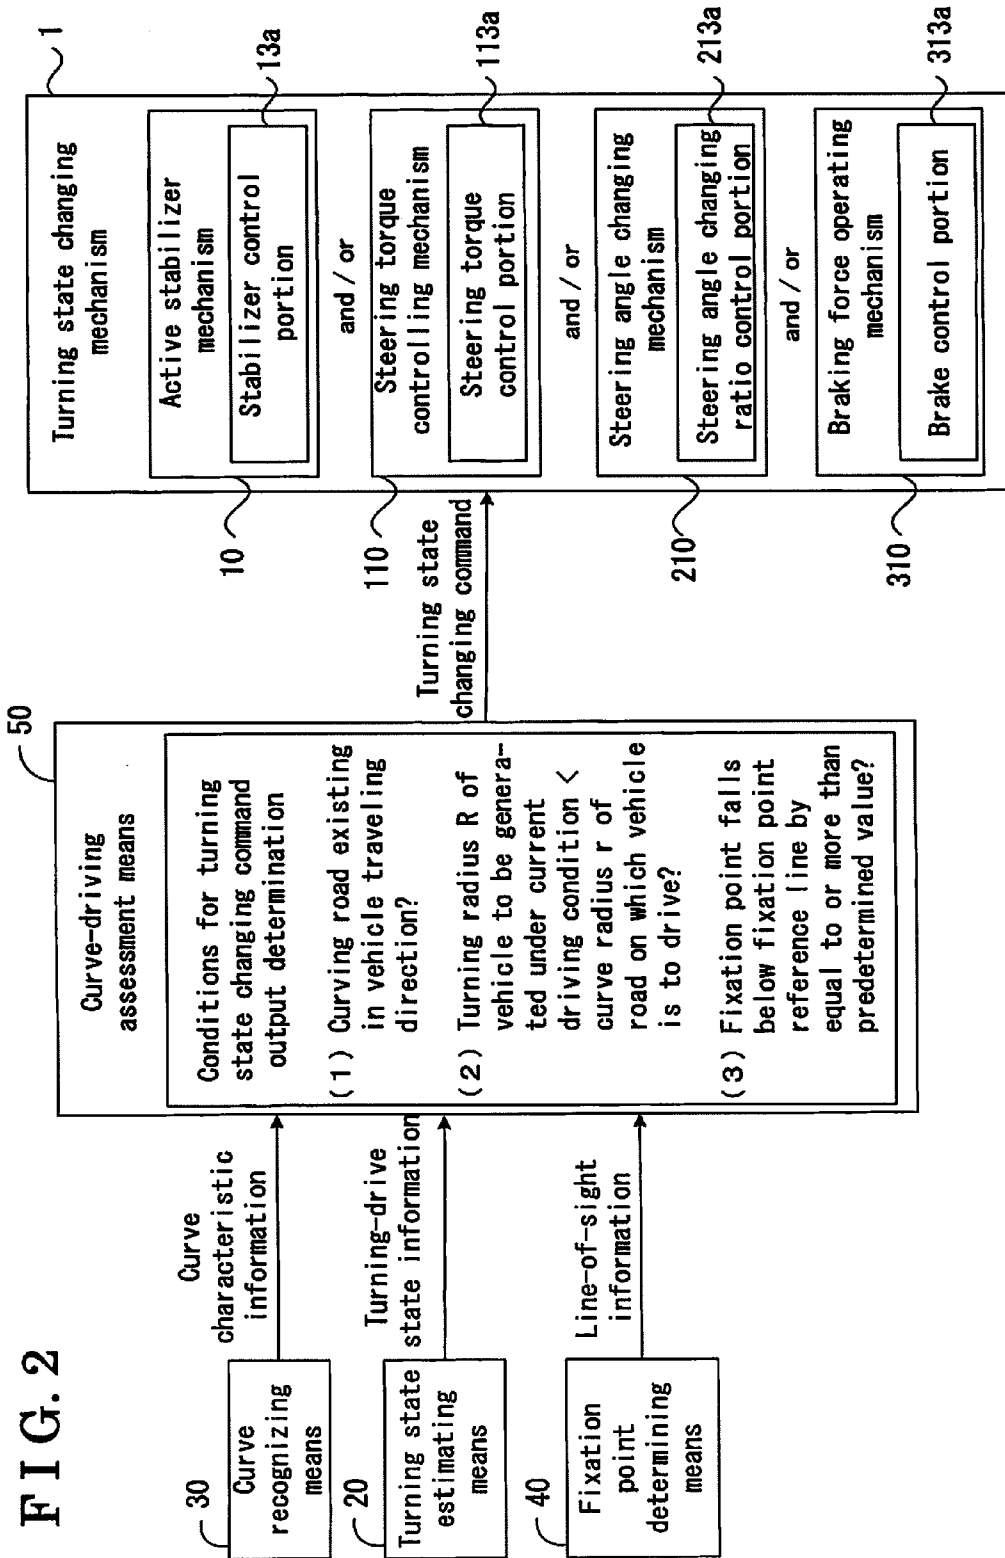 FIG. 2
30
Curve
recognizing
means
20
Turning state
estimating
means
40
Fixation
point
determining
means
Curve
characteristic
information
Turning-drive
state information
Line-of-sight
information
50
Curve-driving
assessment means
Conditions for turning
state changing command
output determination
(1) Curving road existing
in vehicle traveling
direction?
(2) Turning radius R of
vehicle to be genera-
ted under current
driving condition <
curve radius r of
road on which vehicle
is to drive?
(3) Fixation point falls
below fixation point
reference line by
equal to or more than
predetermined value?
Turning state
changing command
1
Turning state changing
mechanism
10
Active stabilizer
mechanism
13a
Stabilizer control
portion
and/or
110
Steering torque
controlling mechanism
113a
Steering torque
control portion
and/or
210
Steering angle changing
mechanism
213a
Steering angle changing
ratio control portion
and/or
310
Braking force operating
mechanism
313a
Brake control portion